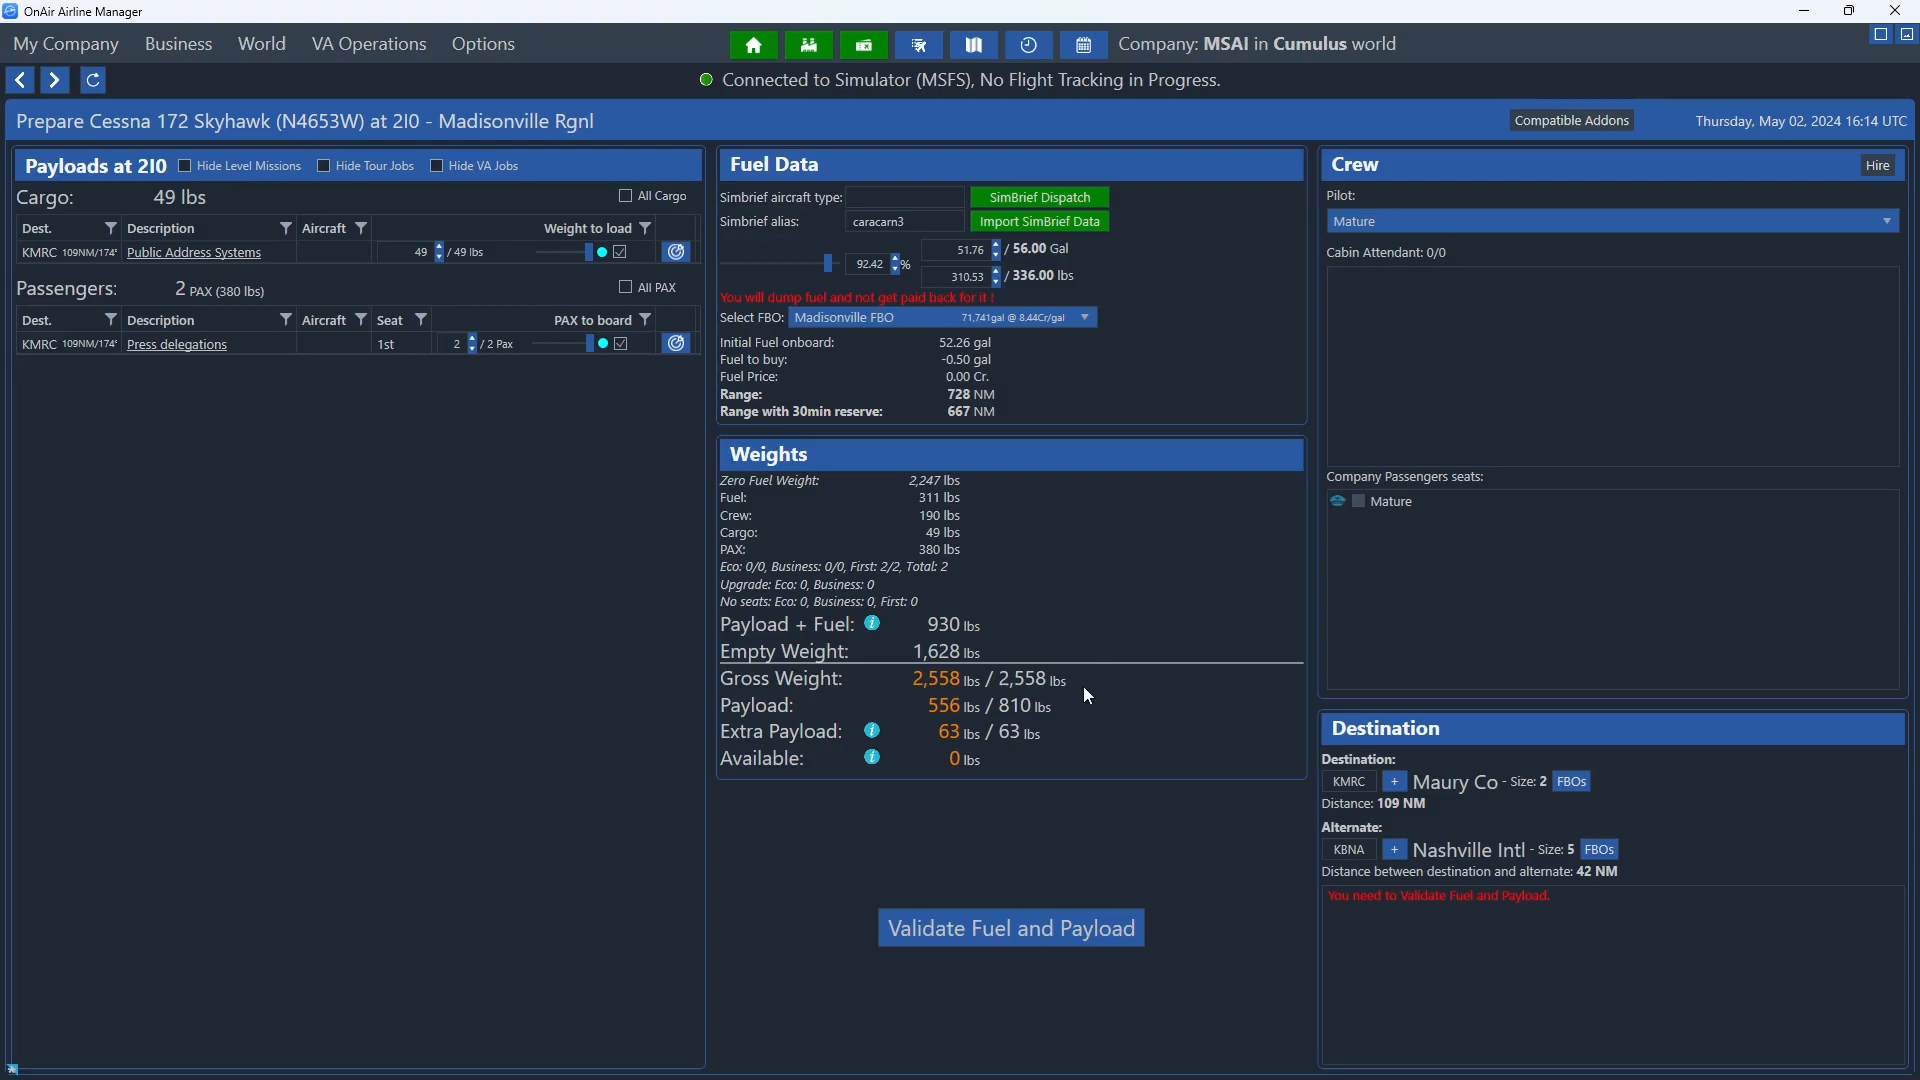 OnAir Airline Manager
My Company Business World VA Operations Options Company: MSAI in Cumulus world
Connected to Simulator (MSFS), No Flight Tracking in Progress.
Prepare Cessna 172 Skyhawk (N4653W) at 2I0 - Madisonville Rgnl Compatible Addons Thursday, May 02, 2024 16:14 UTC
Payloads at 2I0 Hide Level Missions Hide Tour Jobs Hide VA Jobs
Cargo: 49 lbs All Cargo
Dest. Description Aircraft Weight to load
KMRC 109NM/174° Public Address Systems 49 / 49 lbs
Passengers: 2 PAX (380 lbs) All PAX
Dest. Description Aircraft Seat PAX to board
KMRC 109NM/174° Press delegations 1st 2 / 2 Pax
Fuel Data
Simbrief aircraft type: SimBrief Dispatch
Simbrief alias: caracarn3 Import SimBrief Data
51.76 / 56.00 Gal
92.42 %
310.53 / 336.00 lbs
You will dump fuel and not get paid back for it !
Select FBO: Madisonville FBO 71,741gal @ 8.44Cr/gal
Initial Fuel onboard: 52.26 gal
Fuel to buy: -0.50 gal
Fuel Price: 0.00 Cr.
Range: 728 NM
Range with 30min reserve: 667 NM
Weights
Zero Fuel Weight: 2,247 lbs
Fuel: 311 lbs
Crew: 190 lbs
Cargo: 49 lbs
PAX: 380 lbs
Eco: 0/0, Business: 0/0, First: 2/2, Total: 2
Upgrade: Eco: 0, Business: 0
No seats: Eco: 0, Business: 0, First: 0
Payload + Fuel: 930 lbs
Empty Weight: 1,628 lbs
Gross Weight: 2,558 lbs / 2,558 lbs
Payload: 556 lbs / 810 lbs
Extra Payload: 63 lbs / 63 lbs
Available: 0 lbs
Validate Fuel and Payload
Crew Hire
Pilot:
Mature
Cabin Attendant: 0/0
Company Passengers seats:
Mature
Destination
Destination:
KMRC + Maury Co - Size: 2 FBOs
Distance: 109 NM
Alternate:
KBNA + Nashville Intl - Size: 5 FBOs
Distance between destination and alternate: 42 NM
You need to Validate Fuel and Payload.